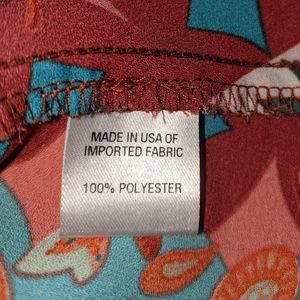 MADE IN USA OF
IMPORTED FABRIC
100% POLYESTER